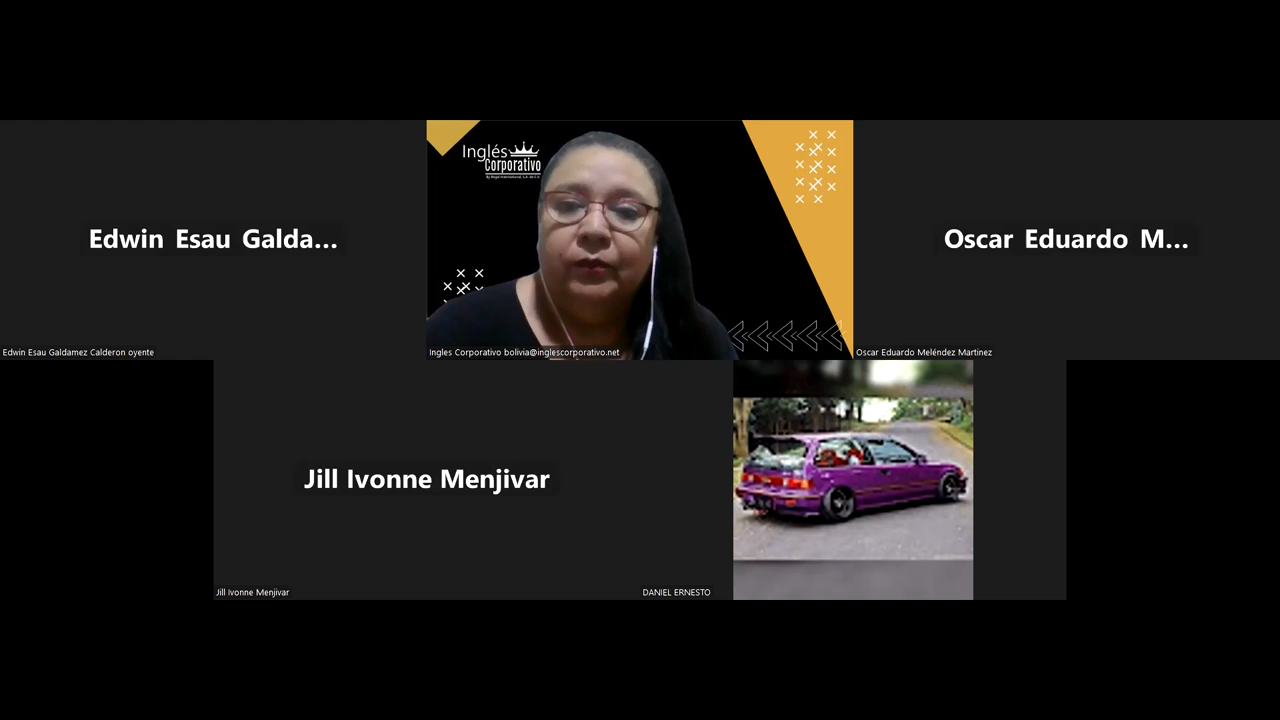 Edwin Esau Galda...
Edwin Esau Galdamez Calderon oyente
Inglés
Corporativo
Ingles Corporativo bolivia@inglescorporativo.net
Oscar Eduardo M...
Oscar Eduardo Meléndez Martinez
Jill Ivonne Menjivar
Jill Ivonne Menjivar
DANIEL ERNESTO